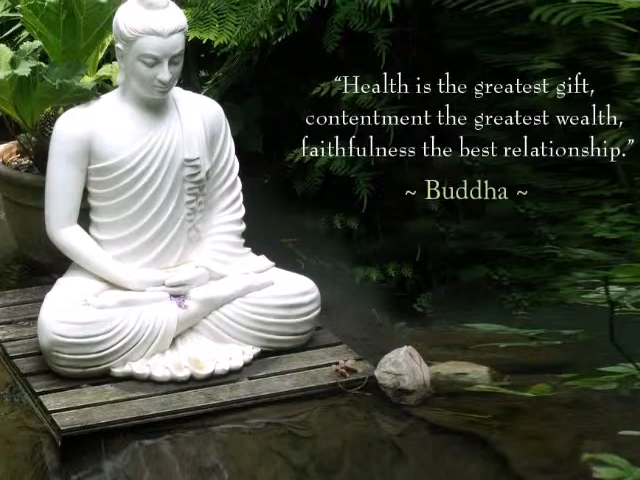 “Health is the greatest gift,
contentment the greatest wealth,
faithfulness the best relationship.”
~ Buddha ~